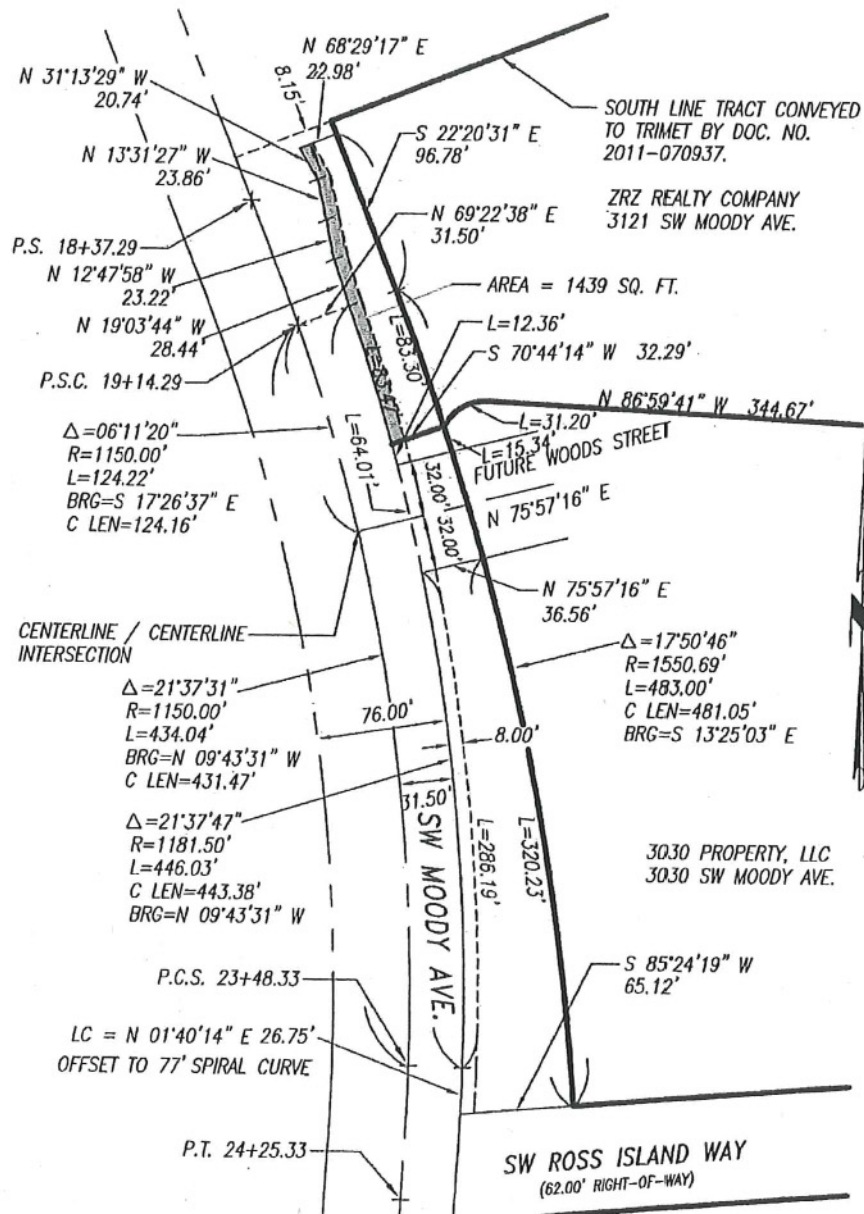 N 68°29'17" E
22.98'
N 31°13'29" W
20.74'
8.15'
SOUTH LINE TRACT CONVEYED
TO TRIMET BY DOC. NO.
2011-070937.
S 22°20'31" E
96.78'
N 13°31'27" W
23.86'
ZRZ REALTY COMPANY
3121 SW MOODY AVE.
N 69°22'38" E
31.50'
P.S. 18+37.29
N 12°47'58" W
23.22'
AREA = 1439 SQ. FT.
N 19°03'44" W
28.44'
L=12.36'
L=83.30'
S 70°44'14" W 32.29'
P.S.C. 19+14.29
L=83.47'
N 86°59'41" W 344.67'
L=31.20'
L=15.34'
FUTURE WOODS STREET
Δ=06°11'20"
R=1150.00'
L=124.22'
BRG=S 17°26'37" E
C LEN=124.16'
L=64.01'
32.00'
32.00'
N 75°57'16" E
N 75°57'16" E
36.56'
CENTERLINE / CENTERLINE
INTERSECTION
Δ=17°50'46"
R=1550.69'
L=483.00'
C LEN=481.05'
BRG=S 13°25'03" E
Δ=21°37'31"
R=1150.00'
L=434.04'
BRG=N 09°43'31" W
C LEN=431.47'
76.00'
8.00'
31.50'
Δ=21°37'47"
R=1181.50'
L=446.03'
C LEN=443.38'
BRG=N 09°43'31" W
SW MOODY AVE.
L=286.19'
L=320.23'
3030 PROPERTY, LLC
3030 SW MOODY AVE.
S 85°24'19" W
65.12'
P.C.S. 23+48.33
LC = N 01°40'14" E 26.75'
OFFSET TO 77' SPIRAL CURVE
P.T. 24+25.33
SW ROSS ISLAND WAY
(62.00' RIGHT-OF-WAY)